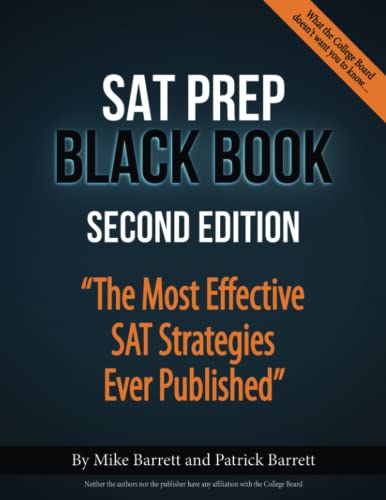 What the College Board
doesn't want you to know...
SAT PREP
BLACK BOOK
SECOND EDITION
“The Most Effective
SAT Strategies
Ever Published”
By Mike Barrett and Patrick Barrett
Neither the authors nor the publisher have any affiliation with the College Board